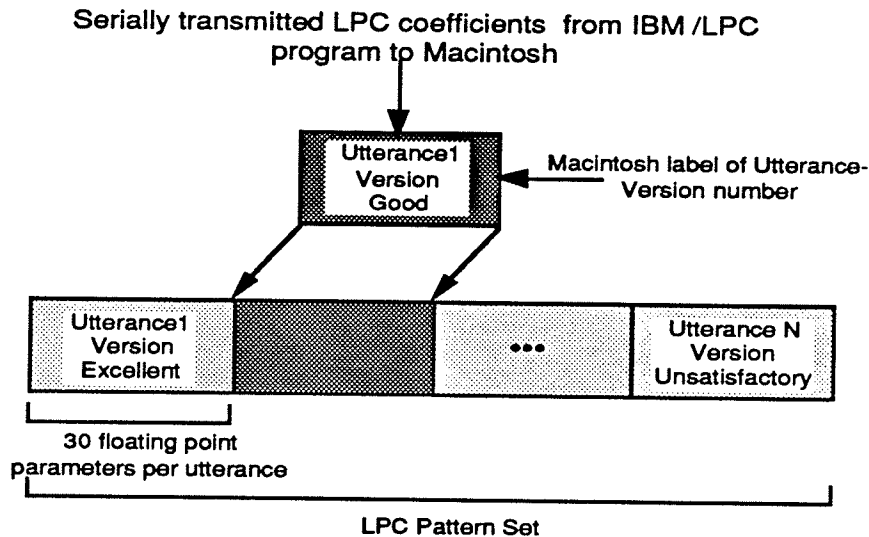 Serially transmitted LPC coefficients from IBM /LPC
program to Macintosh
Utterance1
Version
Good
Macintosh label of Utterance-
Version number
Utterance1
Version
Excellent
•••
Utterance N
Version
Unsatisfactory
30 floating point
parameters per utterance
LPC Pattern Set